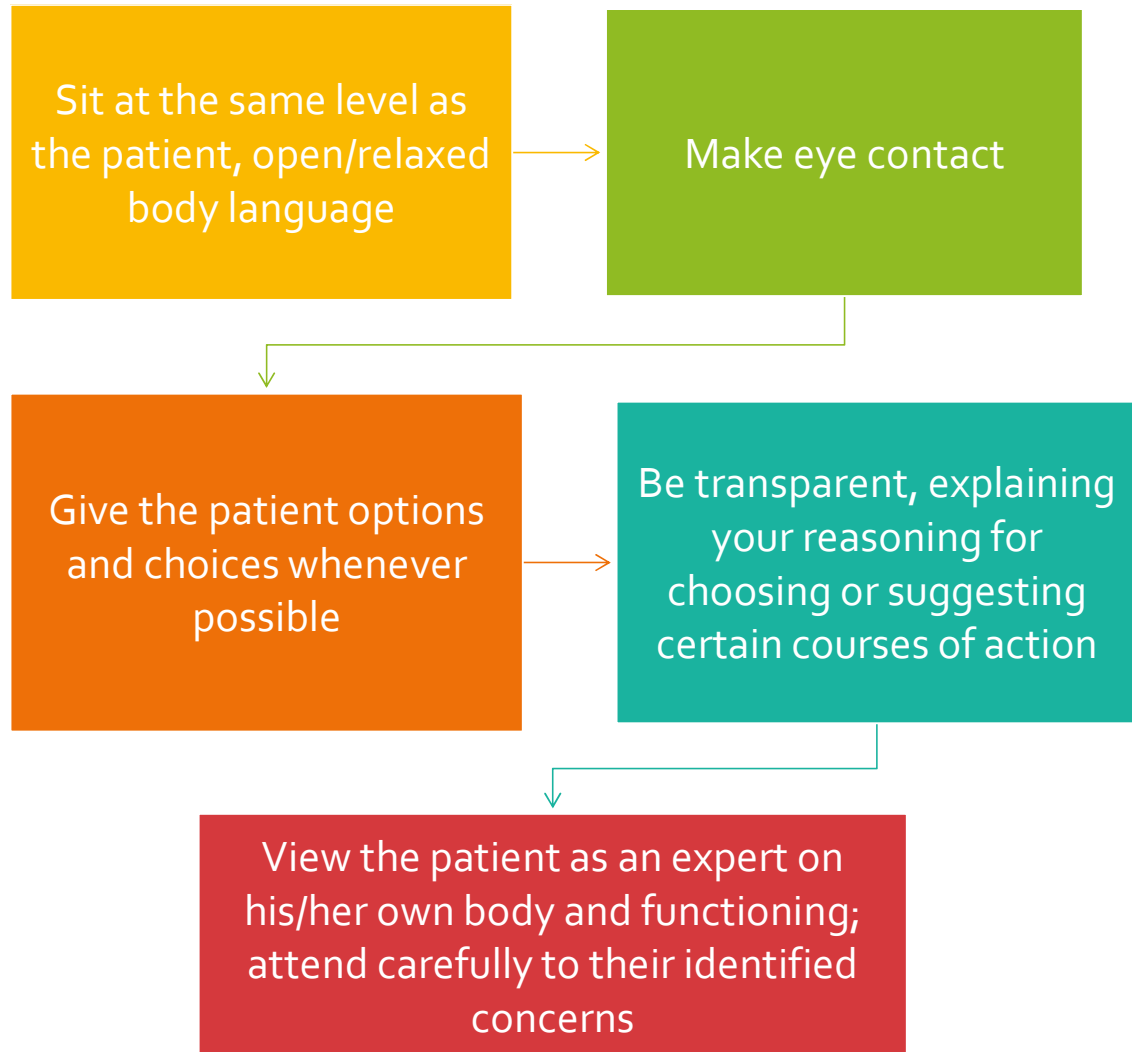 Sit at the same level as
the patient, open/relaxed
body language
Make eye contact
Give the patient options
and choices whenever
possible
Be transparent, explaining
your reasoning for
choosing or suggesting
certain courses of action
View the patient as an expert on
his/her own body and functioning;
attend carefully to their identified
concerns